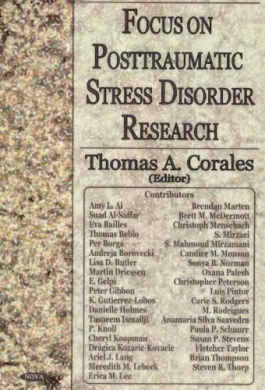 FOCUS ON
POSTTRAUMATIC
STRESS DISORDER
RESEARCH
Thomas A. Corales
(Editor)
Contributors
Amy L. Ai
Suad Al-Saffar
Eva Bailles
Thomas Beblo
Per Borga
Andreja Borovecki
Lisa D. Butler
Martin Driessen
E. Gelpi
Peter Gibbon
K. Gutierrez-Lobos
Danielle Holmes
Tasneem Ismailji
P. Knoll
Cheryl Koopman
Dragica Kozaric-Kovacic
Ariel J. Lang
Meredith M. Lebeck
Erica M. Lee
Brendan Marten
Brett M. McDermott
Christoph Mensebach
S. Mirzaei
S. Mahmoud Mirzamani
Candice M. Monson
Sonya B. Norman
Oxana Palesh
Christopher Peterson
Luis Pintor
Carie S. Rodgers
M. Rodrigues
Anamaria Silva Saavedra
Paula P. Schnurr
Susan P. Stevens
Fletcher Taylor
Brian Thompson
Steven R. Thorp
NOVA